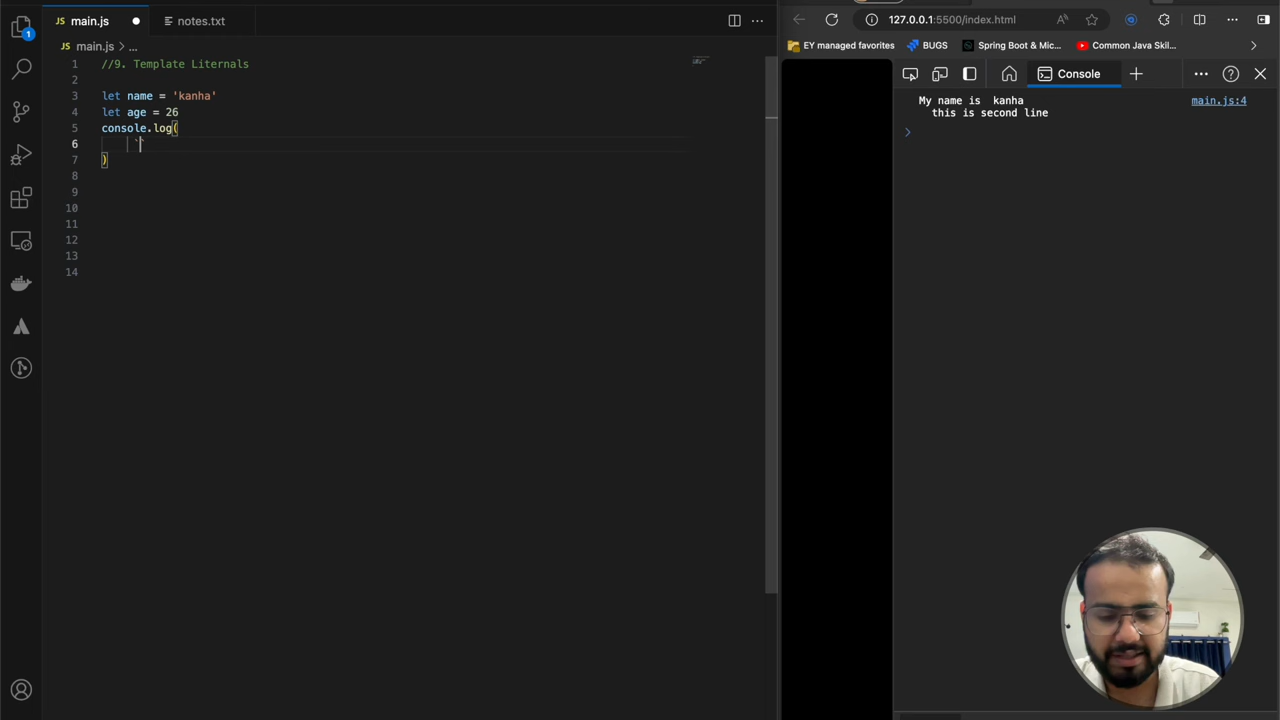 main.js
notes.txt
127.0.0.1:5500/index.html
JS main.js > ...
EY managed favorites
BUGS
Spring Boot & Mic...
Common Java Skil...
1 //9. Template Liternals
2
3 let name = 'kanha'
4 let age = 26
5 console.log(
6 ``
7 )
8
9
10
11
12
13
14
Console
My name is kanha
main.js:4
this is second line